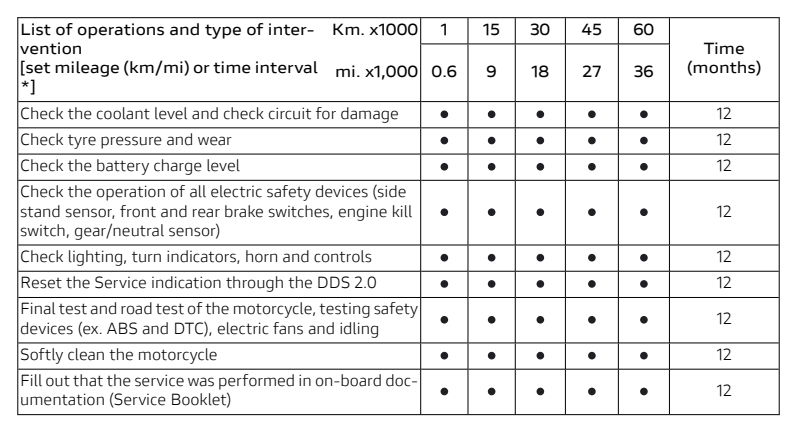 List of operations and type of inter- Km. x1000 1 15 30 45 60 Time
vention
[set mileage (km/mi) or time interval mi. x1,000 0.6 9 18 27 36 (months)
*]
Check the coolant level and check circuit for damage ● ● ● ● ● 12
Check tyre pressure and wear ● ● ● ● ● 12
Check the battery charge level ● ● ● ● ● 12
Check the operation of all electric safety devices (side
stand sensor, front and rear brake switches, engine kill ● ● ● ● ● 12
switch, gear/neutral sensor)
Check lighting, turn indicators, horn and controls ● ● ● ● ● 12
Reset the Service indication through the DDS 2.0 ● ● ● ● ● 12
Final test and road test of the motorcycle, testing safety
devices (ex. ABS and DTC), electric fans and idling ● ● ● ● ● 12
Softly clean the motorcycle ● ● ● ● ● 12
Fill out that the service was performed in on-board doc-
umentation (Service Booklet) ● ● ● ● ● 12